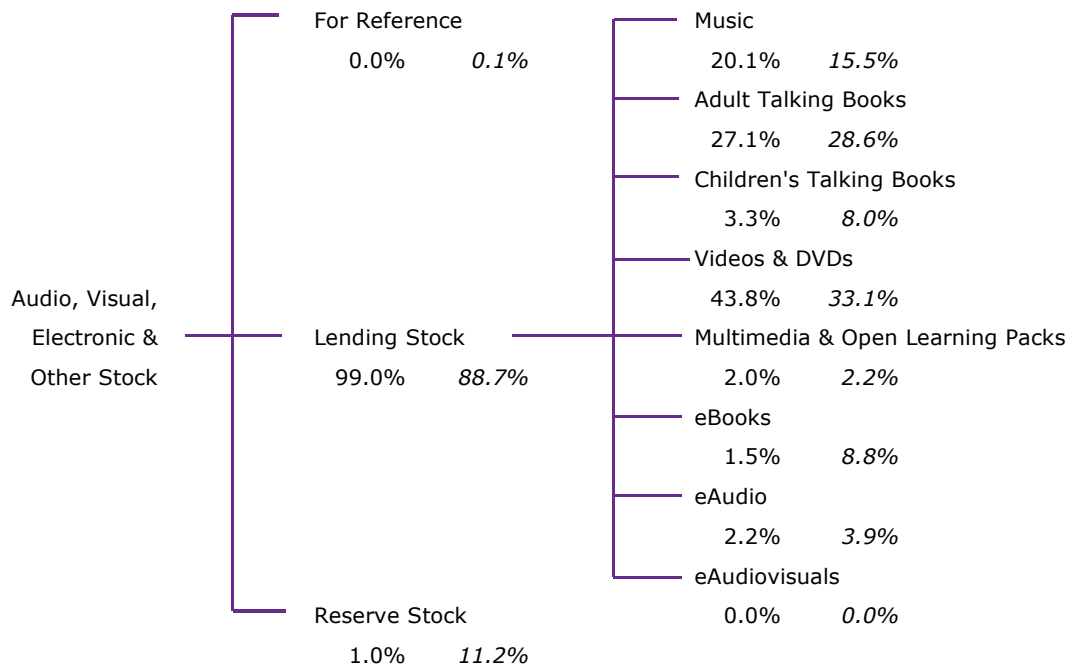 Audio, Visual,
Electronic &
Other Stock
For Reference
0.0% 0.1%
Lending Stock
99.0% 88.7%
Reserve Stock
1.0% 11.2%
Music
20.1% 15.5%
Adult Talking Books
27.1% 28.6%
Children's Talking Books
3.3% 8.0%
Videos & DVDs
43.8% 33.1%
Multimedia & Open Learning Packs
2.0% 2.2%
eBooks
1.5% 8.8%
eAudio
2.2% 3.9%
eAudiovisuals
0.0% 0.0%